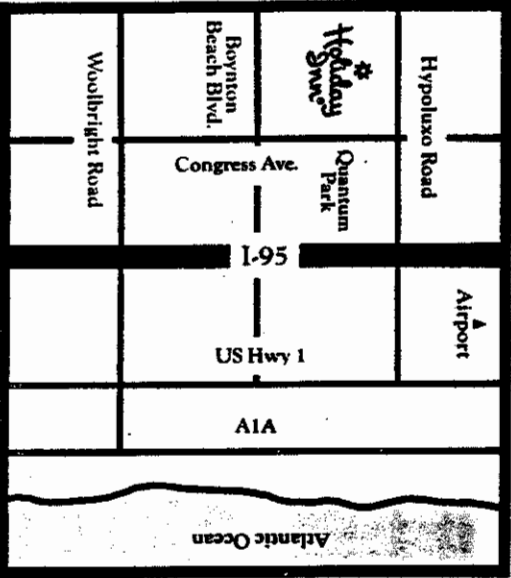 Woolbright Road
Boynton
Beach Blvd.
Holiday
Inn®
Hypoluxo Road
Congress Ave.
Quantum
Park
I-95
Airport
US Hwy 1
A1A
Atlantic Ocean